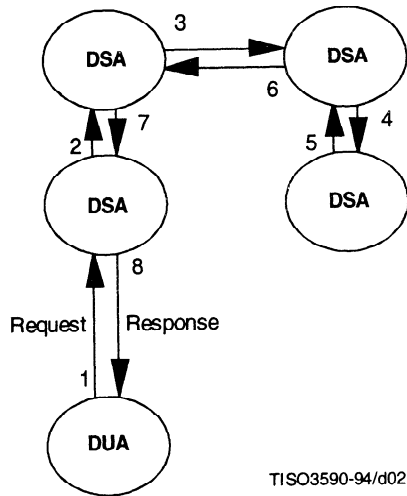 3
DSA
DSA
6
2
7
5
4
DSA
DSA
8
Request
Response
1
DUA
TISO3590-94/d02